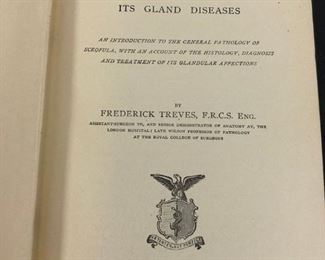 ITS GLAND DISEASES
AN INTRODUCTION TO THE GENERAL PATHOLOGY OF
SCROFULA, WITH AN ACCOUNT OF THE HISTOLOGY, DIAGNOSIS
AND TREATMENT OF ITS GLANDULAR AFFECTIONS
BY
FREDERICK TREVES, F.R.C.S. ENG.
ASSISTANT-SURGEON TO, AND SENIOR DEMONSTRATOR OF ANATOMY AT, THE
LONDON HOSPITAL; LATE WILSON PROFESSOR OF PATHOLOGY
AT THE ROYAL COLLEGE OF SURGEONS